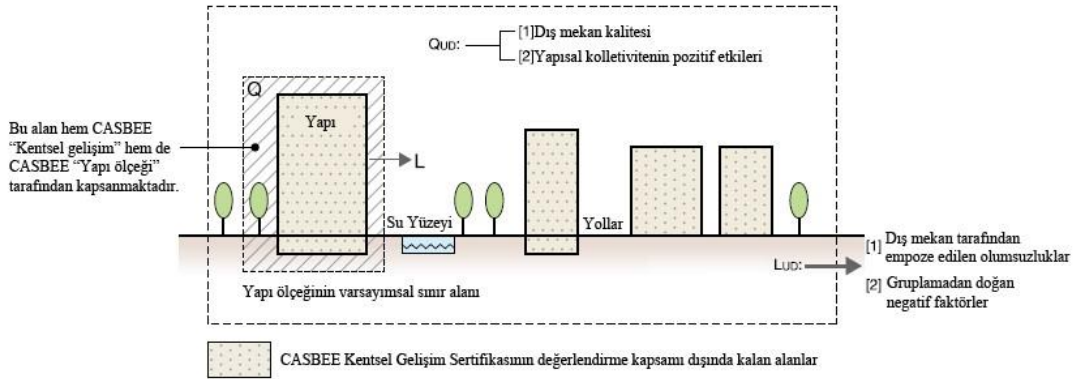 QUD:
[1]Dış mekan kalitesi
[2]Yapısal kolletivitenin pozitif etkileri
Q
Yapı
L
Bu alan hem CASBEE
“Kentsel gelişim” hem de
CASBEE “Yapı ölçeği”
tarafından kapsanmaktadır.
Su Yüzeyi
Yollar
LUD:
[1] Dış mekan tarafından
empoze edilen olumsuzluklar
[2] Gruplamadan doğan
negatif faktörler
Yapı ölçeğinin varsayımsal sınır alanı
CASBEE Kentsel Gelişim Sertifikasının değerlendirme kapsamı dışında kalan alanlar